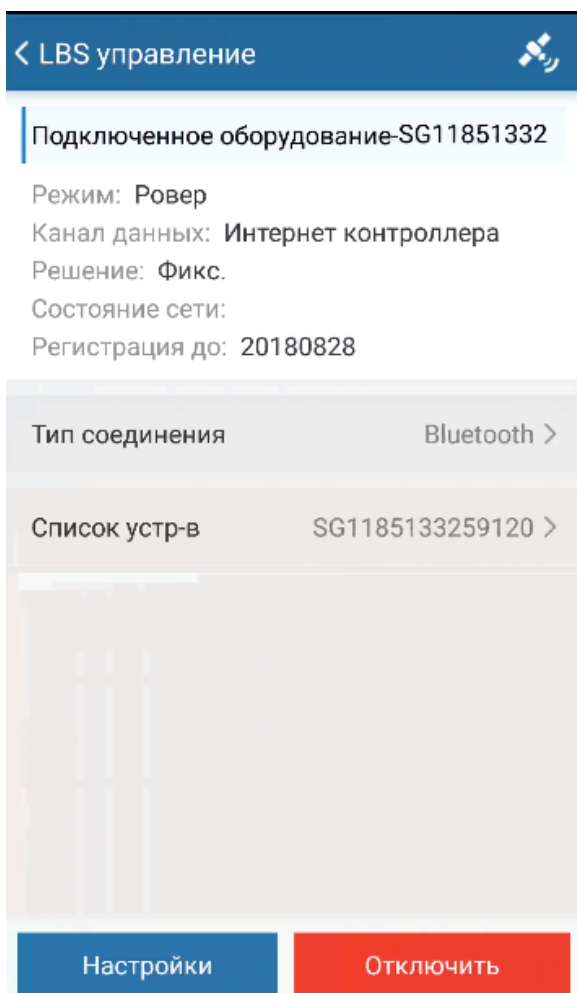 LBS управление
Подключенное оборудование-SG11851332
Режим: Ровер
Канал данных: Интернет контроллера
Решение: Фикс.
Состояние сети:
Регистрация до: 20180828
Тип соединения Bluetooth >
Список устр-в SG1185133259120 >
Настройки Отключить